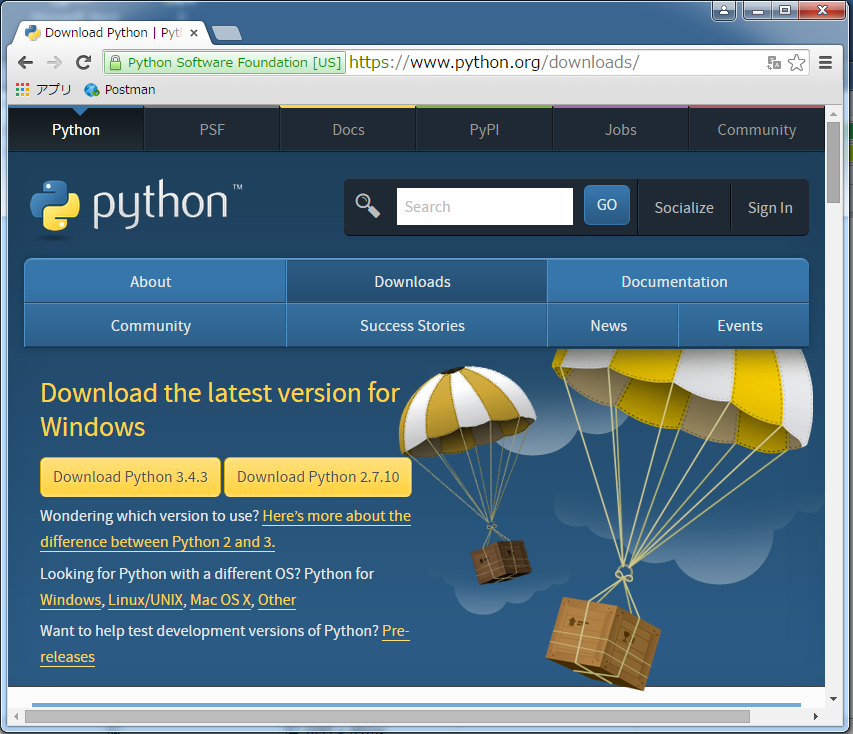 Download Python | Pyt
Python Software Foundation [US] https://www.python.org/downloads/
アプリ Postman
Python PSF Docs PyPI Jobs Community
python™
Search GO Socialize Sign In
About Downloads Documentation
Community Success Stories News Events
Download the latest version for
Windows
Download Python 3.4.3 Download Python 2.7.10
Wondering which version to use? Here's more about the
difference between Python 2 and 3.
Looking for Python with a different OS? Python for
Windows, Linux/UNIX, Mac OS X, Other
Want to help test development versions of Python? Pre-
releases